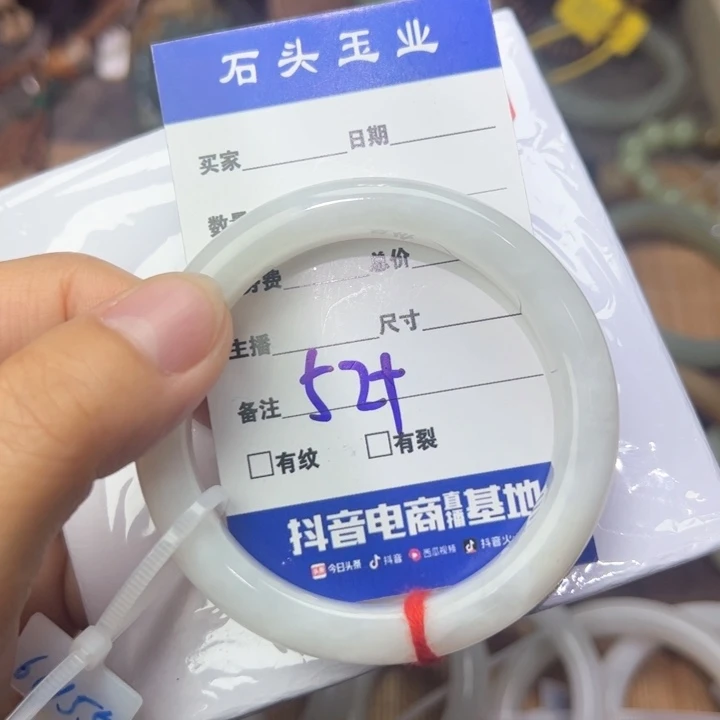 石头玉业
买家 日期
总价
主播 尺寸
备注 524
有纹 有裂
抖音电商直播基地
今日头条 抖音 西瓜视频 抖音火